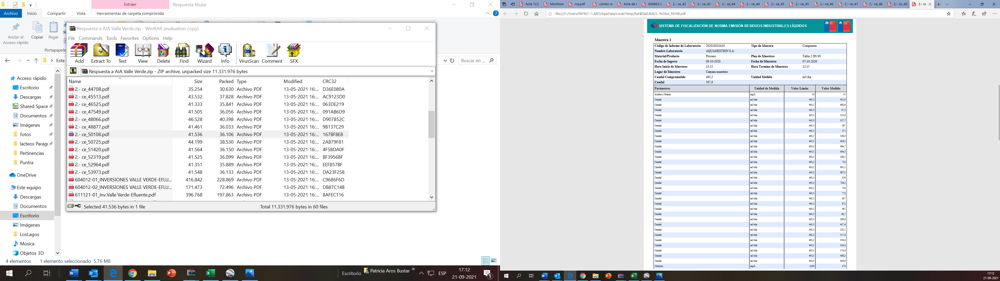 Extraer
Respuesta titular
Archivo
Inicio
Compartir
Vista
Herramientas de carpeta comprimida
Anclar al
Acceso rápido
Copiar
Pegar
Portapapeles
Este
Buscar en ...
Acceso rápido
Escritorio
Descargas
Shared Space
Documentos
Imágenes
fotos
lacteos Paragu
Pertinencias
Puntra
OneDrive
Este equipo
Descargas
Documentos
Escritorio
Imágenes
LosLagos
Música
Objetos 3D
4 elementos 1 elemento seleccionado 5,76 MB
Respuesta a AIA Valle Verde.zip - WinRAR (evaluation copy)
File Commands Tools Favorites Options Help
Add Extract To Test View Delete Find Wizard Info VirusScan Comment SFX
Respuesta a AIA Valle Verde.zip - ZIP archive, unpacked size 11.331.976 bytes
Name Size Packed Type Modified CRC32
2.- ce_44708.pdf 35.254 30.630 Archivo PDF 13-05-2021 16:... D36E080A
2.- ce_45513.pdf 43.532 37.828 Archivo PDF 13-05-2021 16:... AC9123D0
2.- ce_46525.pdf 41.333 35.841 Archivo PDF 13-05-2021 16:... 063DE219
2.- ce_47549.pdf 41.505 36.056 Archivo PDF 13-05-2021 16:... 091AB6D9
2.- ce_48066.pdf 46.528 40.398 Archivo PDF 13-05-2021 16:... D907852C
2.- ce_48877.pdf 41.461 36.033 Archivo PDF 13-05-2021 16:... 9B137C29
2.- ce_50108.pdf 41.536 36.106 Archivo PDF 13-05-2021 16:... 167BF8E8
2.- ce_50725.pdf 44.199 38.530 Archivo PDF 13-05-2021 16:... 2AB79F81
2.- ce_51420.pdf 41.564 36.150 Archivo PDF 13-05-2021 16:... 4F5BDA0F
2.- ce_52319.pdf 41.525 36.099 Archivo PDF 13-05-2021 16:... BF3956BF
2.- ce_52964.pdf 41.351 35.889 Archivo PDF 13-05-2021 16:... EEF857BF
2.- ce_53973.pdf 41.548 36.133 Archivo PDF 13-05-2021 16:... DA23F258
604012-01_INVERSIONES VALLE VERDE-EFLU... 416.842 228.869 Archivo PDF 13-05-2021 16:... C9686F6D
604012-02_INVERSIONES VALLE VERDE-EFLU... 171.473 72.496 Archivo PDF 13-05-2021 16:... DB87C14B
611121-01_Inv.Valle Verde-Efluente.pdf 396.768 197.863 Archivo PDF 13-05-2021 16:... 8AFEC116
Selected 41.536 bytes in 1 file Total 11.331.976 bytes in 60 files
Escritorio Patricia Aros Bustar » ESP 17:12
21-09-2021
Acta 12.0 Monitore rca.pdf correo-re Acta de I 639863-0 2.- ce_42 2.- ce_43 2.- ce_44 2.- ce_44 2.- ce_45 2.- ce_45 2.- ce_46 2.- ce_47 2.- ce_48 2.- ce_48 2.- ce
file:///C:/Users/PATRIC~1.ARO/AppData/Local/Temp/Rar$DIa0.808/2.-%20ce_50108.pdf
SISTEMA DE FISCALIZACIÓN DE NORMA EMISIÓN RESIDUOS INDUSTRIALES LÍQUIDOS
Muestra 1
Código de Informe de Laboratorio 202010010419 Tipo de Muestra Compuesta
Nombre Laboratorio AQUAGESTION S.A.
Material/Producto Proceso Plan de Muestreo Tabla 2 DS 90
Fecha de Ingreso 09-10-2020 Fecha de Muestreo 07-10-2020
Hora Inicio de Muestreo 13:15 Hora Termino de Muestreo 12:15
Lugar de Muestreo Camara muestreo
Caudal Comprometido 463,5 Unidad Medida m3/dia
Caudal 507,6
Parámetros Unidad de Medida Valor Límite Valor Medido
Aceites y Grasas mg/L 50 <5
Caudal m3/dia 463,5 451,9
Caudal m3/dia 463,5 680,6
Caudal m3/dia 463,5 47,5
Caudal m3/dia 463,5 215,6
Caudal m3/dia 463,5 357,7
Caudal m3/dia 463,5 597
Caudal m3/dia 463,5 571
Caudal m3/dia 463,5 560,9
Caudal m3/dia 463,5 436,3
Caudal m3/dia 463,5 664,7
Caudal m3/dia 463,5 634,3
Caudal m3/dia 463,5 588,5
Caudal m3/dia 463,5 752
Caudal m3/dia 463,5 681,5
Caudal m3/dia 463,5 687,3
Caudal m3/dia 463,5 124
Caudal m3/dia 463,5 726,5
Caudal m3/dia 463,5 720
Caudal m3/dia 463,5 772
Caudal m3/dia 463,5 597
Caudal m3/dia 463,5 672
Caudal m3/dia 463,5 487
Caudal m3/dia 463,5 80,7
Caudal m3/dia 463,5 299,6
Caudal m3/dia 463,5 437,4
Caudal m3/dia 463,5 223,1
Caudal m3/dia 463,5 517,4
Caudal m3/dia 463,5 559,4
Caudal m3/dia 463,5 324,3
Caudal m3/dia 463,5 570,6
Caudal m3/dia 463,5 468,3
Caudal m3/dia 463,5 444,6
Cloruros mg/L 2000 274
17:12
21-09-2021